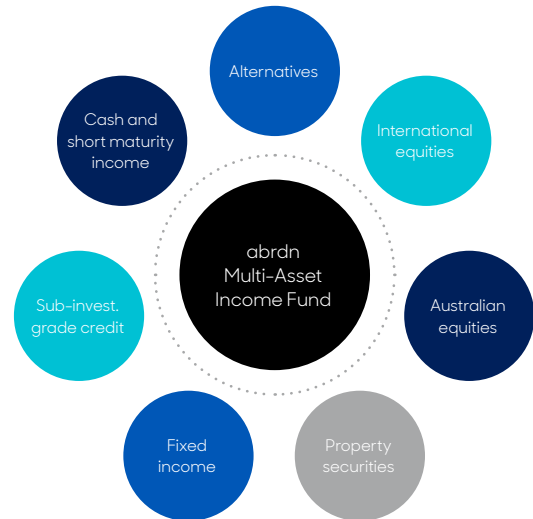 Alternatives
International
equities
Australian
equities
Property
securities
Fixed
income
Sub-invest.
grade credit
Cash and
short maturity
income
abrdn
Multi-Asset
Income Fund